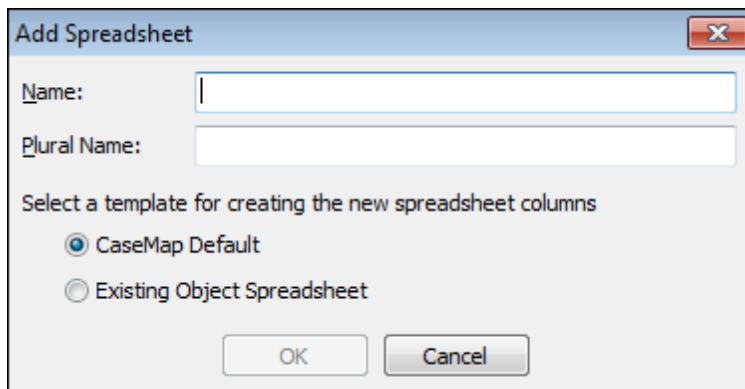 Add Spreadsheet
Name:
Plural Name:
Select a template for creating the new spreadsheet columns
CaseMap Default
Existing Object Spreadsheet
OK Cancel